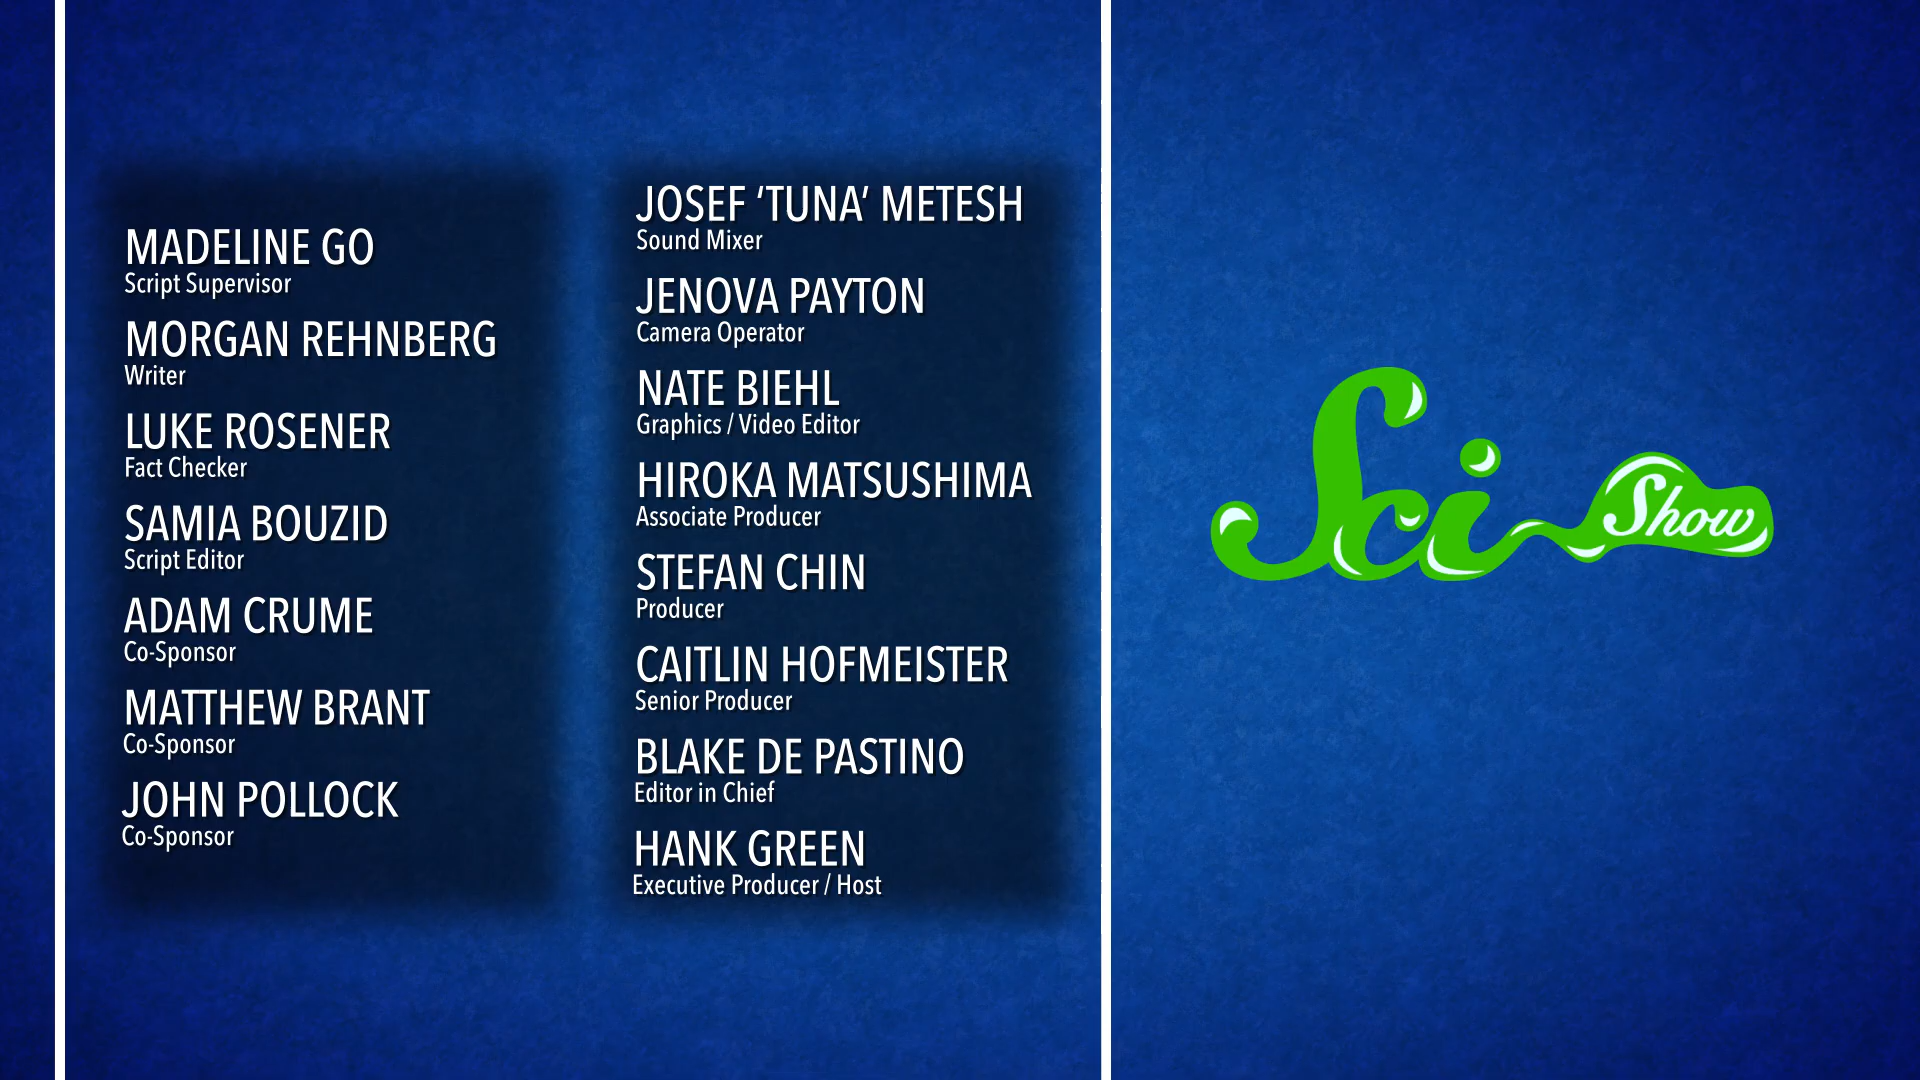 MADELINE GO
Script Supervisor
MORGAN REHNBERG
Writer
LUKE ROSENER
Fact Checker
SAMIA BOUZID
Script Editor
ADAM CRUME
Co-Sponsor
MATTHEW BRANT
Co-Sponsor
JOHN POLLOCK
Co-Sponsor
JOSEF ‘TUNA’ METESH
Sound Mixer
JENOVA PAYTON
Camera Operator
NATE BIEHL
Graphics / Video Editor
HIROKA MATSUSHIMA
Associate Producer
STEFAN CHIN
Producer
CAITLIN HOFMEISTER
Senior Producer
BLAKE DE PASTINO
Editor in Chief
HANK GREEN
Executive Producer / Host
Sci Show